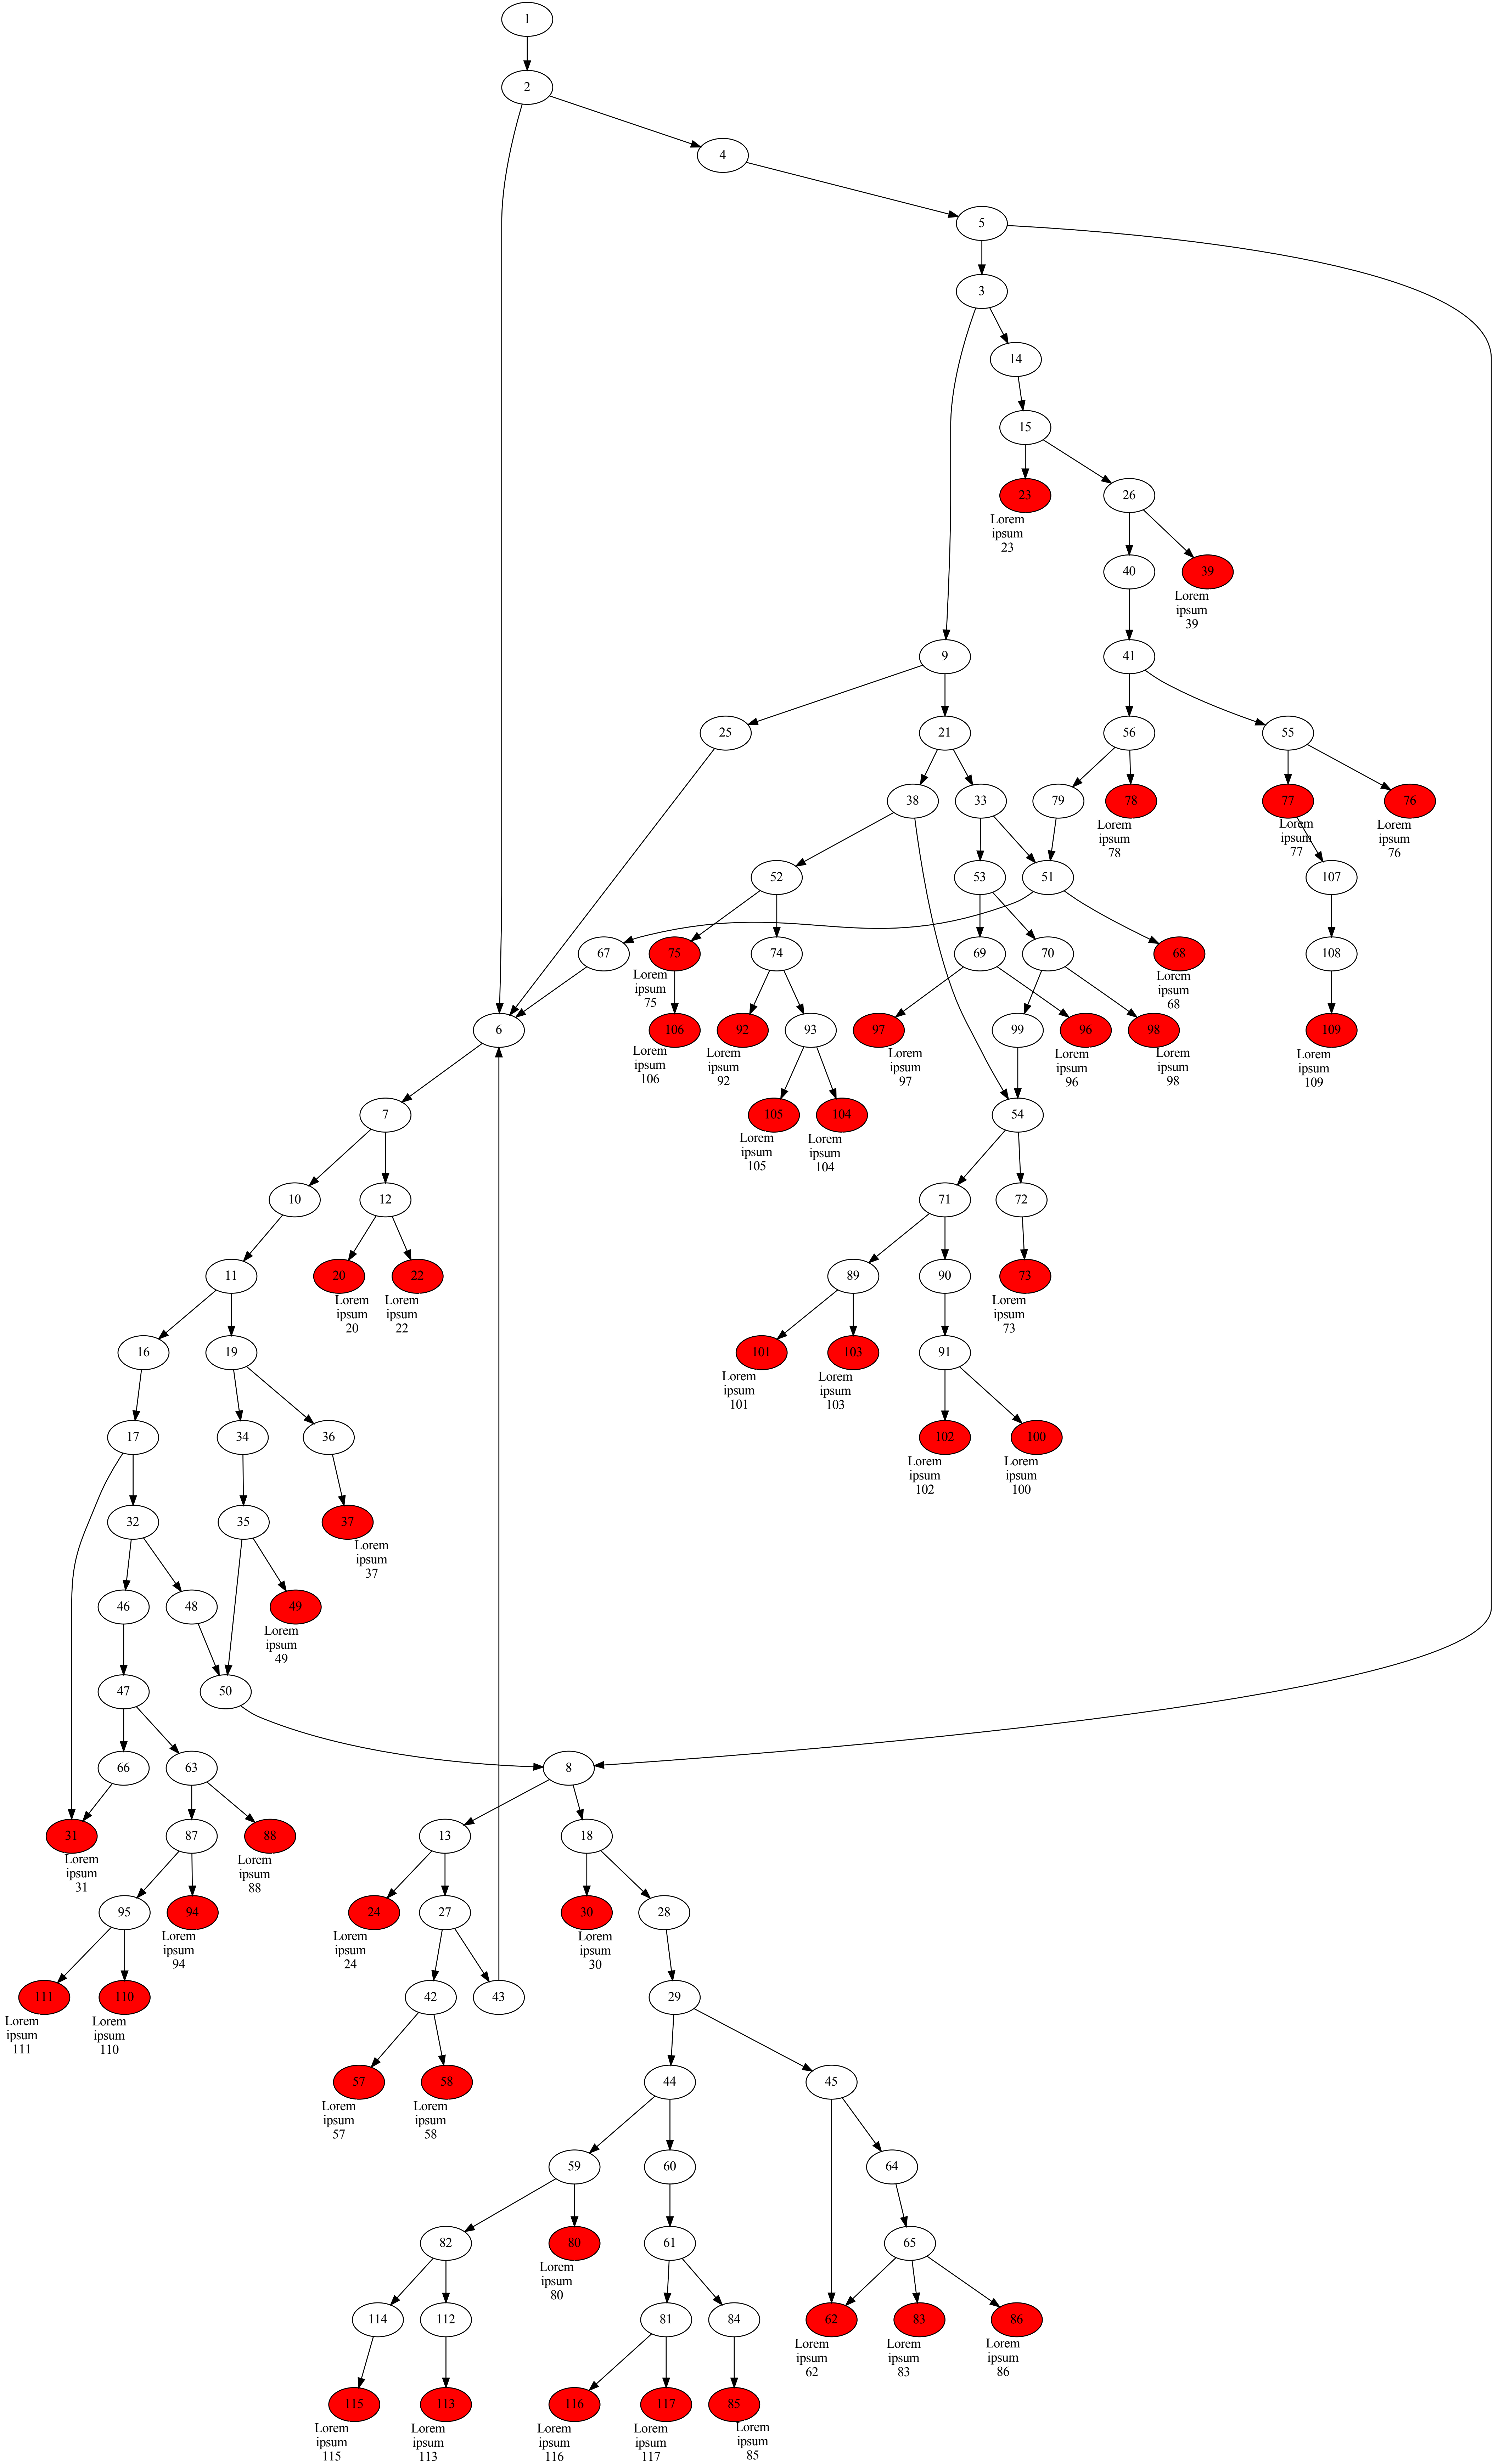 1
2
4
5
3
14
15
23
26
Lorem
ipsum
23
40
39
Lorem
ipsum
39
9
41
25
21
56
55
38
33
79
78
77
76
Lorem
ipsum
78
Lorem
ipsum
77
Lorem
ipsum
76
52
53
51
107
67
75
74
69
70
68
108
Lorem
ipsum
75
Lorem
ipsum
68
6
106
92
93
97
99
96
98
109
Lorem
ipsum
106
Lorem
ipsum
92
Lorem
ipsum
97
Lorem
ipsum
96
Lorem
ipsum
98
Lorem
ipsum
109
7
105
104
54
Lorem
ipsum
105
Lorem
ipsum
104
10
12
71
72
11
20
22
89
90
73
Lorem
ipsum
20
Lorem
ipsum
22
Lorem
ipsum
73
16
19
101
103
91
Lorem
ipsum
101
Lorem
ipsum
103
17
34
36
102
100
Lorem
ipsum
102
Lorem
ipsum
100
32
35
37
Lorem
ipsum
37
46
48
49
Lorem
ipsum
49
47
50
66
63
8
31
87
88
13
18
Lorem
ipsum
31
Lorem
ipsum
88
95
94
24
27
30
28
Lorem
ipsum
94
Lorem
ipsum
24
Lorem
ipsum
30
111
110
42
43
29
Lorem
ipsum
111
Lorem
ipsum
110
57
58
44
45
Lorem
ipsum
57
Lorem
ipsum
58
59
60
64
82
80
61
65
Lorem
ipsum
80
114
112
81
84
62
83
86
Lorem
ipsum
62
Lorem
ipsum
83
Lorem
ipsum
86
115
113
116
117
85
Lorem
ipsum
115
Lorem
ipsum
113
Lorem
ipsum
116
Lorem
ipsum
117
Lorem
ipsum
85